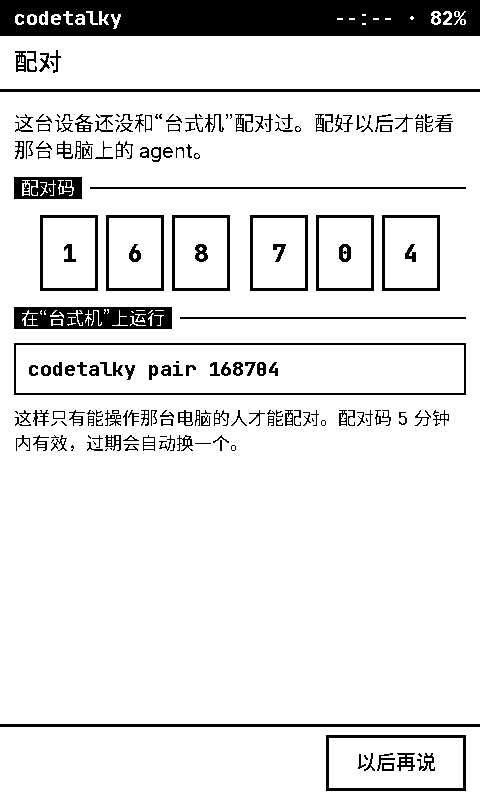 codetalky --:-- · 82%
配对
这台设备还没和“台式机”配对过。配好以后才能看
那台电脑上的 agent。
配对码
1 6 8 7 0 4
在“台式机”上运行
codetalky pair 168704
这样只有能操作那台电脑的人才能配对。配对码 5 分钟
内有效，过期会自动换一个。
以后再说